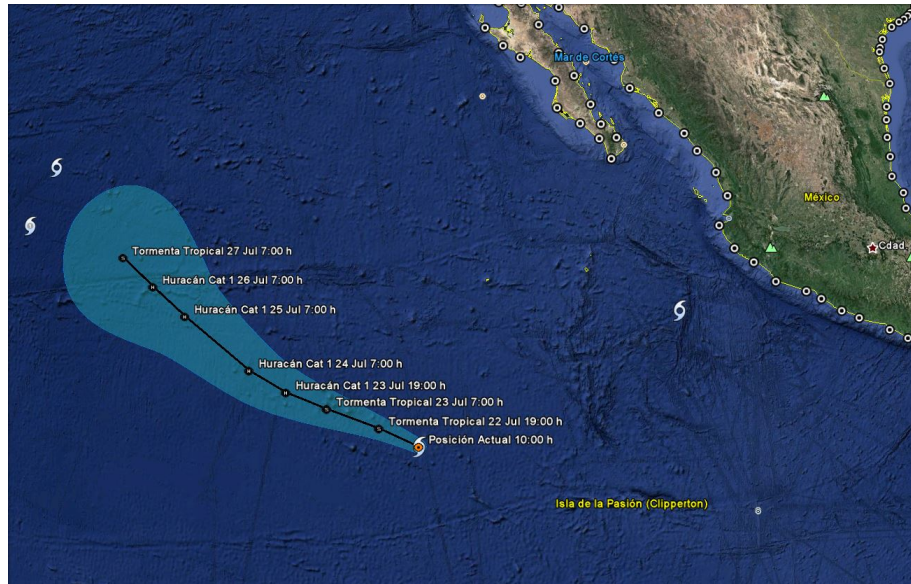 Mar de Cortés
México
Cdad.
Tormenta Tropical 27 Jul 7:00 h
Huracán Cat 1 26 Jul 7:00 h
Huracán Cat 1 25 Jul 7:00 h
Huracán Cat 1 24 Jul 7:00 h
Huracán Cat 1 23 Jul 19:00 h
Tormenta Tropical 23 Jul 7:00 h
Tormenta Tropical 22 Jul 19:00 h
Posición Actual 10:00 h
Isla de la Pasión (Clipperton)